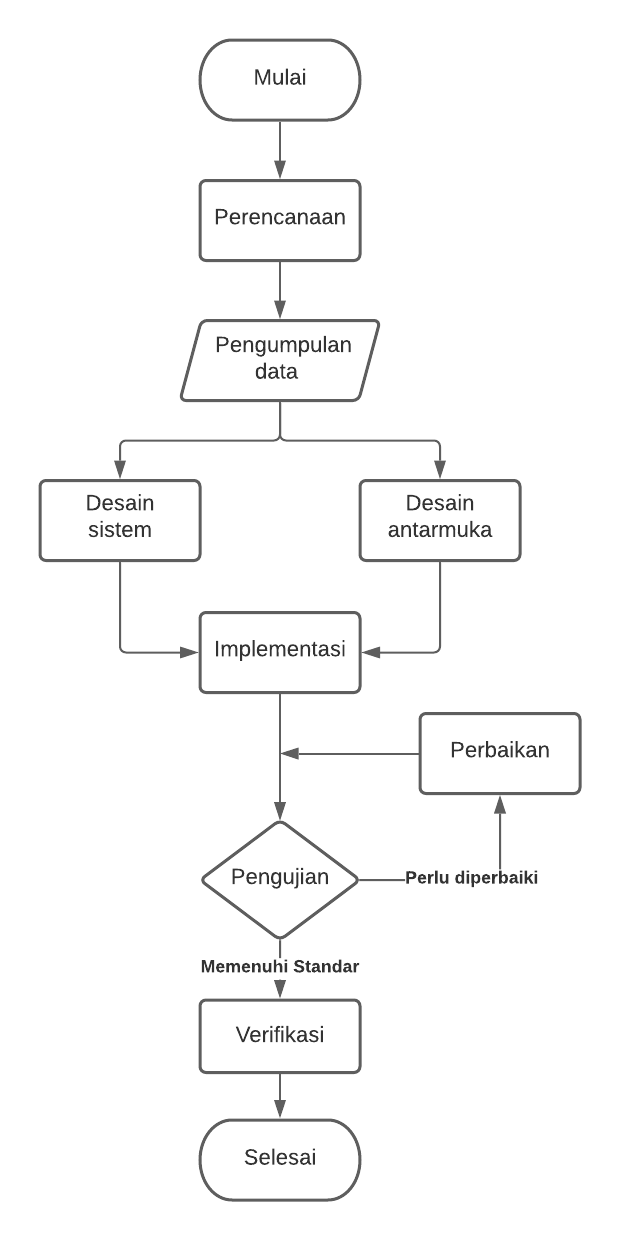 Mulai
Perencanaan
Pengumpulan
data
Desain
sistem
Desain
antarmuka
Implementasi
Perbaikan
Pengujian
Perlu diperbaiki
Memenuhi Standar
Verifikasi
Selesai